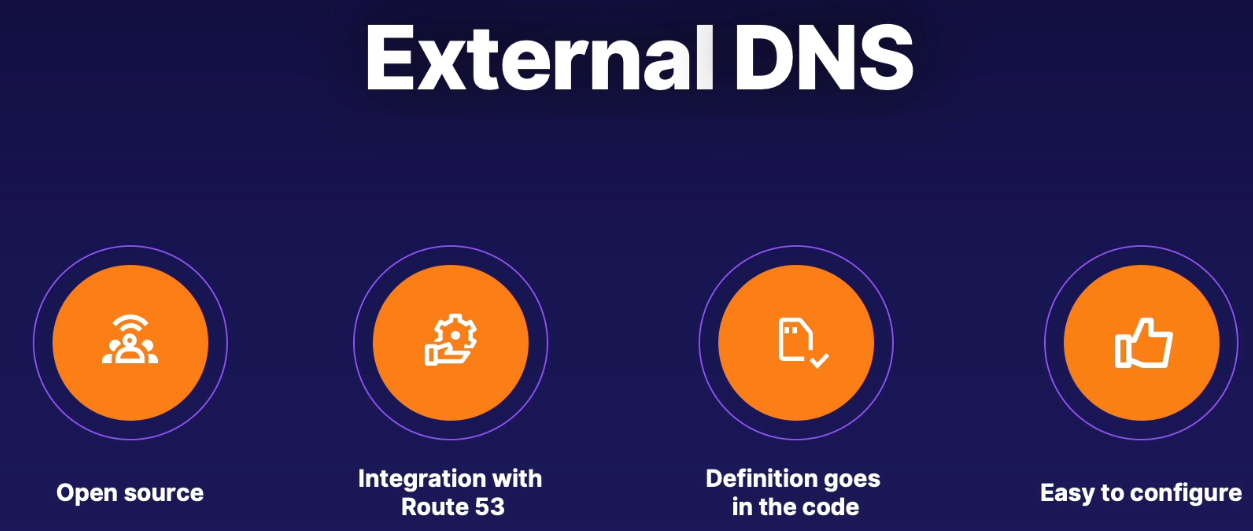 External DNS
Open source
Integration with
Route 53
Definition goes
in the code
Easy to configure